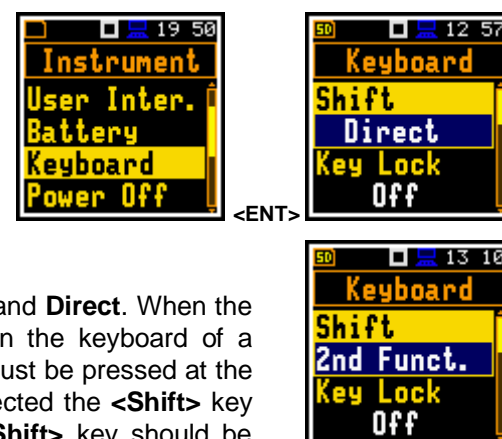 19 50
Instrument
User Inter.
Battery
Keyboard
Power Off
<ENT>
SD 12 57
Keyboard
Shift
Direct
Key Lock
Off
and Direct. When the
n the keyboard of a
ust be pressed at the
ected the <Shift> key
Shift> key should be
SD 13 10
Keyboard
Shift
2nd Funct.
Key Lock
Off